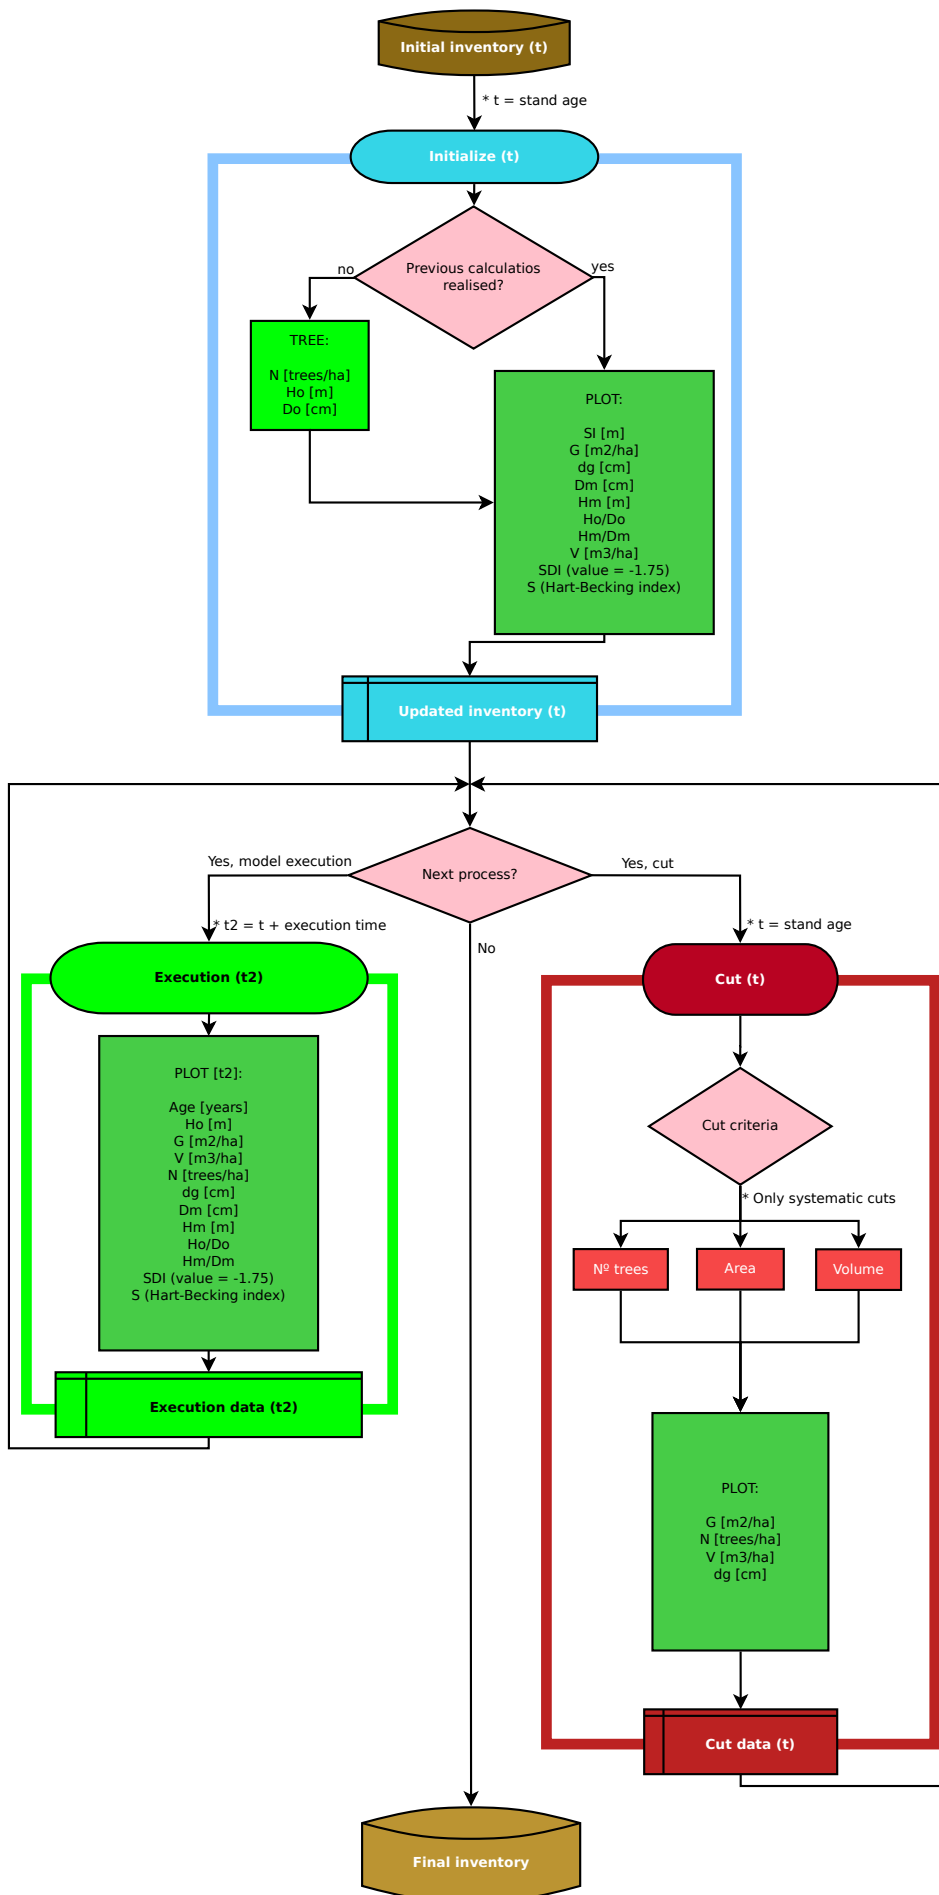 Initial inventory (t)
* t = stand age
Initialize (t)
Previous calculatios
realised?
no
yes
TREE:
N [trees/ha]
Ho [m]
Do [cm]
PLOT:
SI [m]
G [m2/ha]
dg [cm]
Dm [cm]
Hm [m]
Ho/Do
Hm/Dm
V [m3/ha]
SDI (value = -1.75)
S (Hart-Becking index)
Updated inventory (t)
Next process?
Yes, model execution
Yes, cut
No
* t2 = t + execution time
Execution (t2)
PLOT [t2]:
Age [years]
Ho [m]
G [m2/ha]
V [m3/ha]
N [trees/ha]
dg [cm]
Dm [cm]
Hm [m]
Ho/Do
Hm/Dm
SDI (value = -1.75)
S (Hart-Becking index)
Execution data (t2)
* t = stand age
Cut (t)
Cut criteria
* Only systematic cuts
Nº trees
Area
Volume
PLOT:
G [m2/ha]
N [trees/ha]
V [m3/ha]
dg [cm]
Cut data (t)
Final inventory